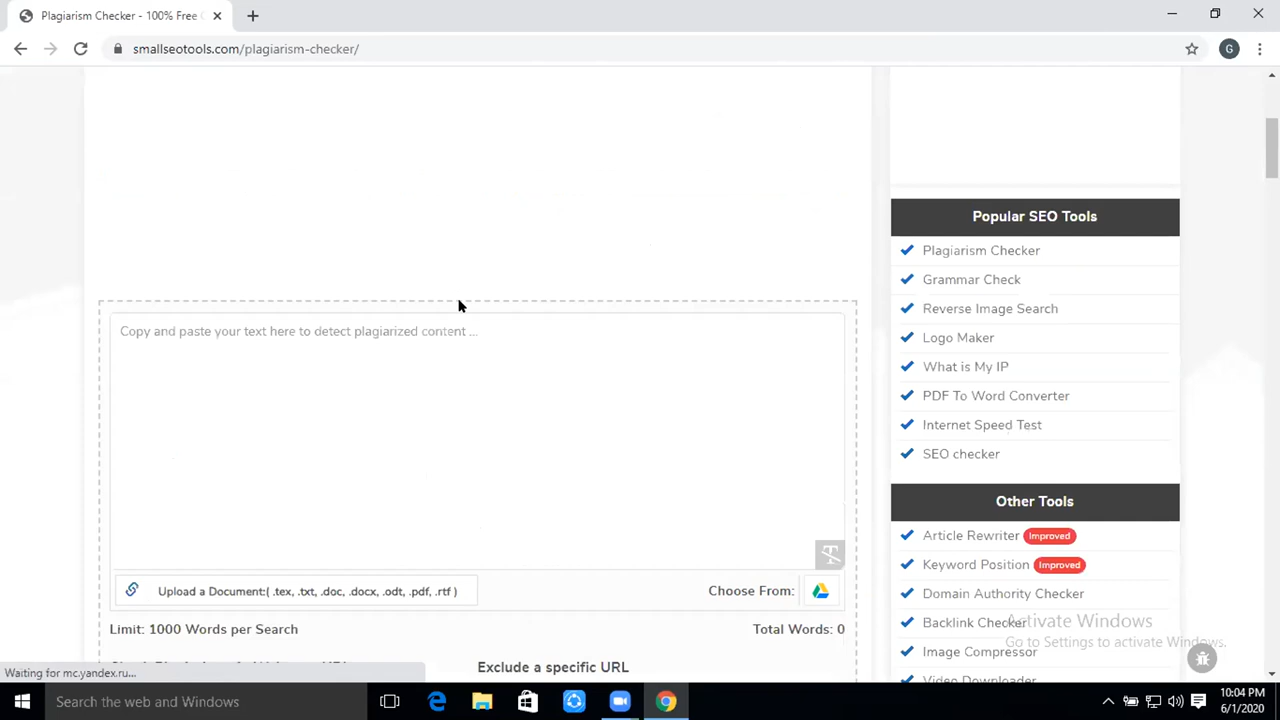 Plagiarism Checker - 100% Free
smallseotools.com/plagiarism-checker/
G
Popular SEO Tools
Plagiarism Checker
Grammar Check
Reverse Image Search
Logo Maker
What is My IP
PDF To Word Converter
Internet Speed Test
SEO checker
Other Tools
Article Rewriter Improved
Keyword Position Improved
Domain Authority Checker
Backlink Checker
Image Compressor
Video Downloader
Copy and paste your text here to detect plagiarized content ...
Upload a Document:( .tex, .txt, .doc, .docx, .odt, .pdf, .rtf )
Choose From:
Limit: 1000 Words per Search
Total Words: 0
Exclude a specific URL
Activate Windows
Go to Settings to activate Windows.
Waiting for mc.yandex.ru...
Search the web and Windows
10:04 PM
6/1/2020